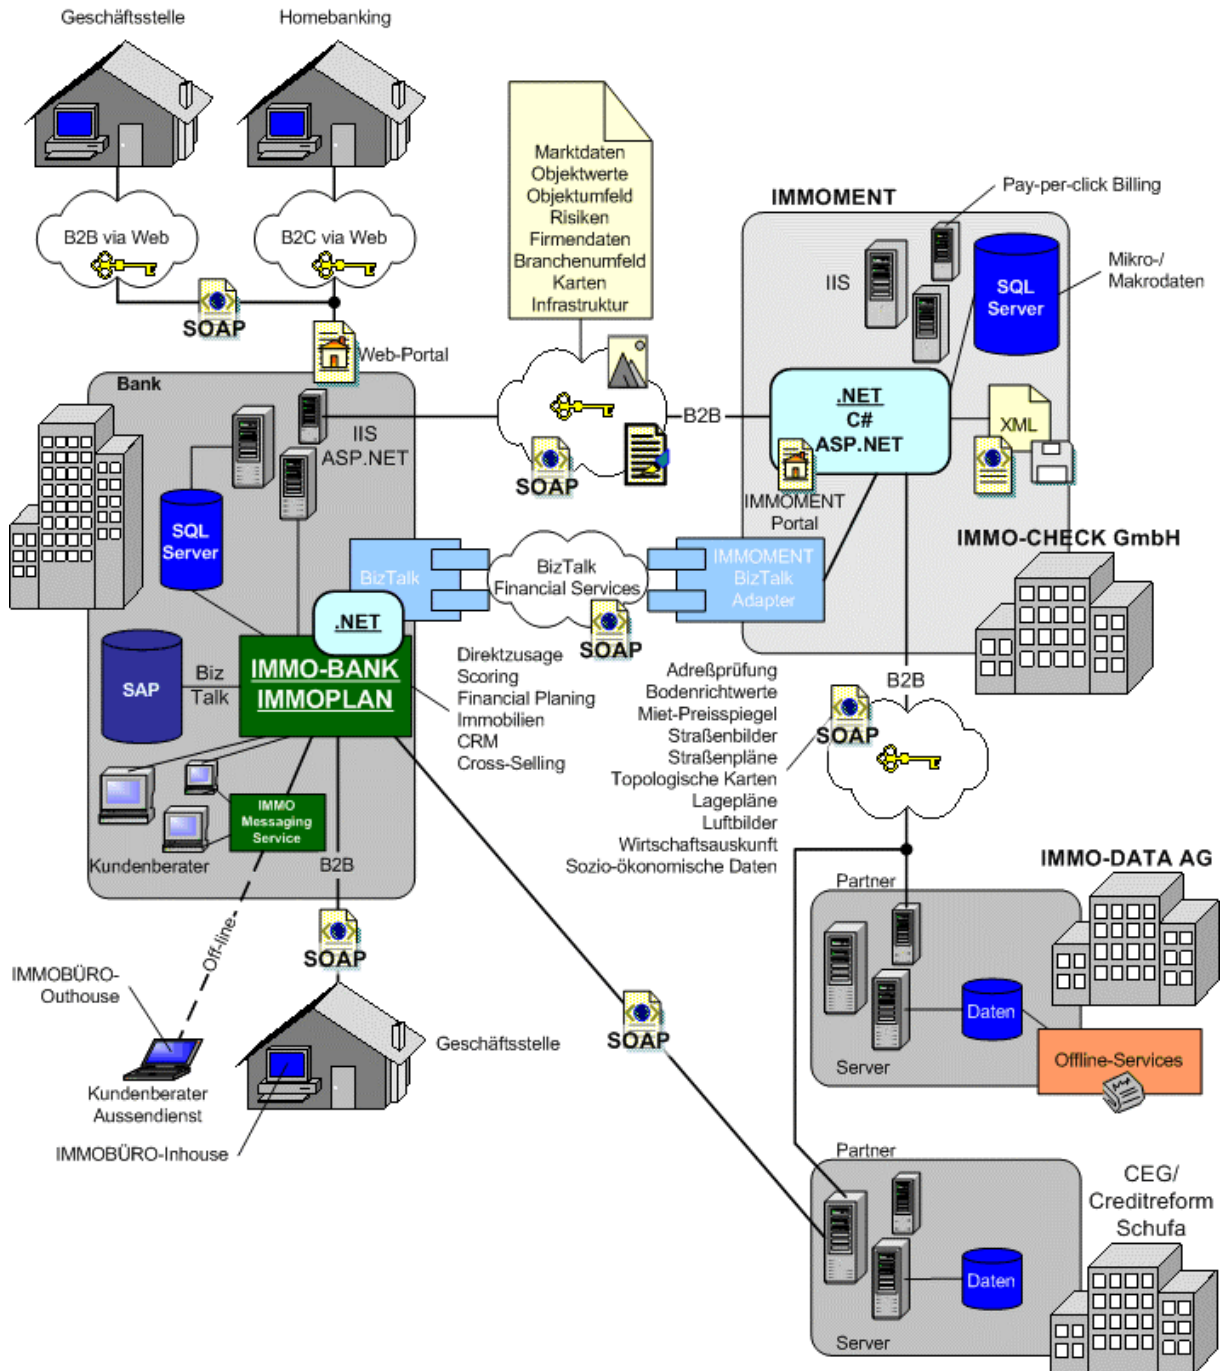 Geschäftsstelle
Homebanking
B2B via Web
B2C via Web
SOAP
Web-Portal
Marktdaten
Objektwerte
Objektumfeld
Risiken
Firmendaten
Branchenumfeld
Karten
Infrastruktur
IMMOMENT
Pay-per-click Billing
IIS
SQL
Server
Mikro-/
Makrodaten
Bank
IIS
ASP.NET
SOAP
B2B
.NET
C#
ASP.NET
XML
IMMOMENT
Portal
SQL
Server
BizTalk
BizTalk
Financial Services
SOAP
IMMOMENT
BizTalk
Adapter
IMMO-CHECK GmbH
.NET
IMMO-BANK
IMMOPLAN
SAP
Biz
Talk
Direktzusage
Scoring
Financial Planing
Immobilien
CRM
Cross-Selling
Adreßprüfung
Bodenrichtwerte
Miet-Preisspiegel
Straßenbilder
Straßenpläne
Topologische Karten
Lagepläne
Luftbilder
Wirtschaftsauskunft
Sozio-ökonomische Daten
B2B
SOAP
IMMO
Messaging
Service
Kundenberater
B2B
Off-line
SOAP
IMMOBÜRO-
Outhouse
Kundenberater
Aussendienst
IMMOBÜRO-Inhouse
Geschäftsstelle
SOAP
IMMO-DATA AG
Partner
Daten
Server
Offline-Services
Partner
Daten
Server
CEG/
Creditreform
Schufa